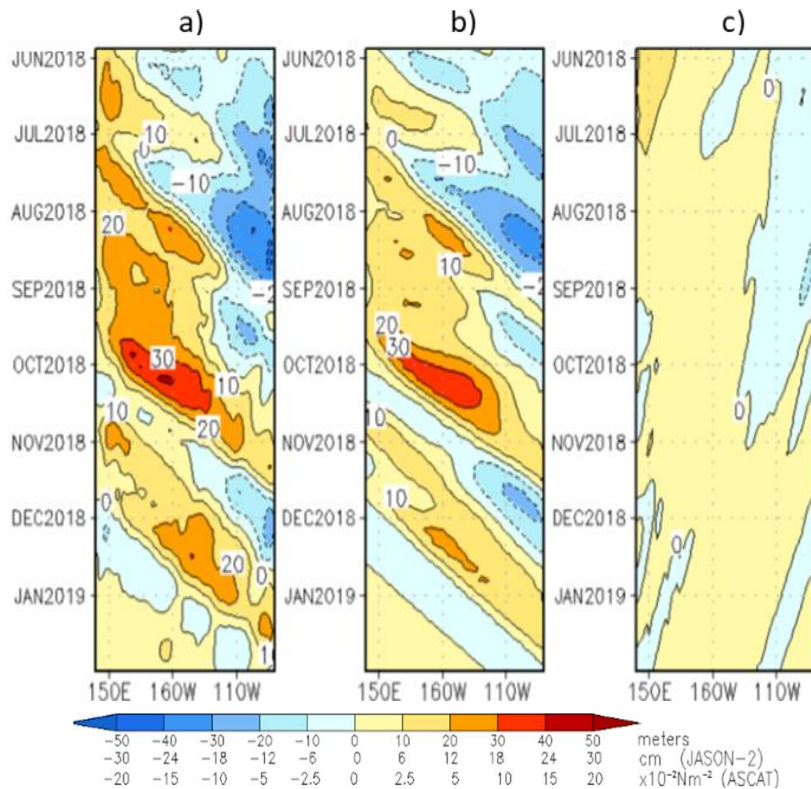 a) b) c)
JUN2018 JUN2018 JUN2018
10 0 0
JUL2018 JUL2018 JUL2018
0 -10 -10
AUG2018 AUG2018 AUG2018
20 10
-2 -2
SEP2018 SEP2018 SEP2018
20
30 30
OCT2018 OCT2018 OCT2018
10 10 0
20
NOV2018 NOV2018 NOV2018
0 10
DEC2018 DEC2018 DEC2018
20 0 0
JAN2019 JAN2019 JAN2019
1
150E 160W 110W 150E 160W 110W 150E 160W 110W
-50 -40 -30 -20 -10 0 10 20 30 40 50 meters
-30 -24 -18 -12 -6 0 6 12 18 24 30 cm (JASON-2)
-20 -15 -10 -5 -2.5 0 2.5 5 10 15 20 x10⁻²Nm⁻² (ASCAT)